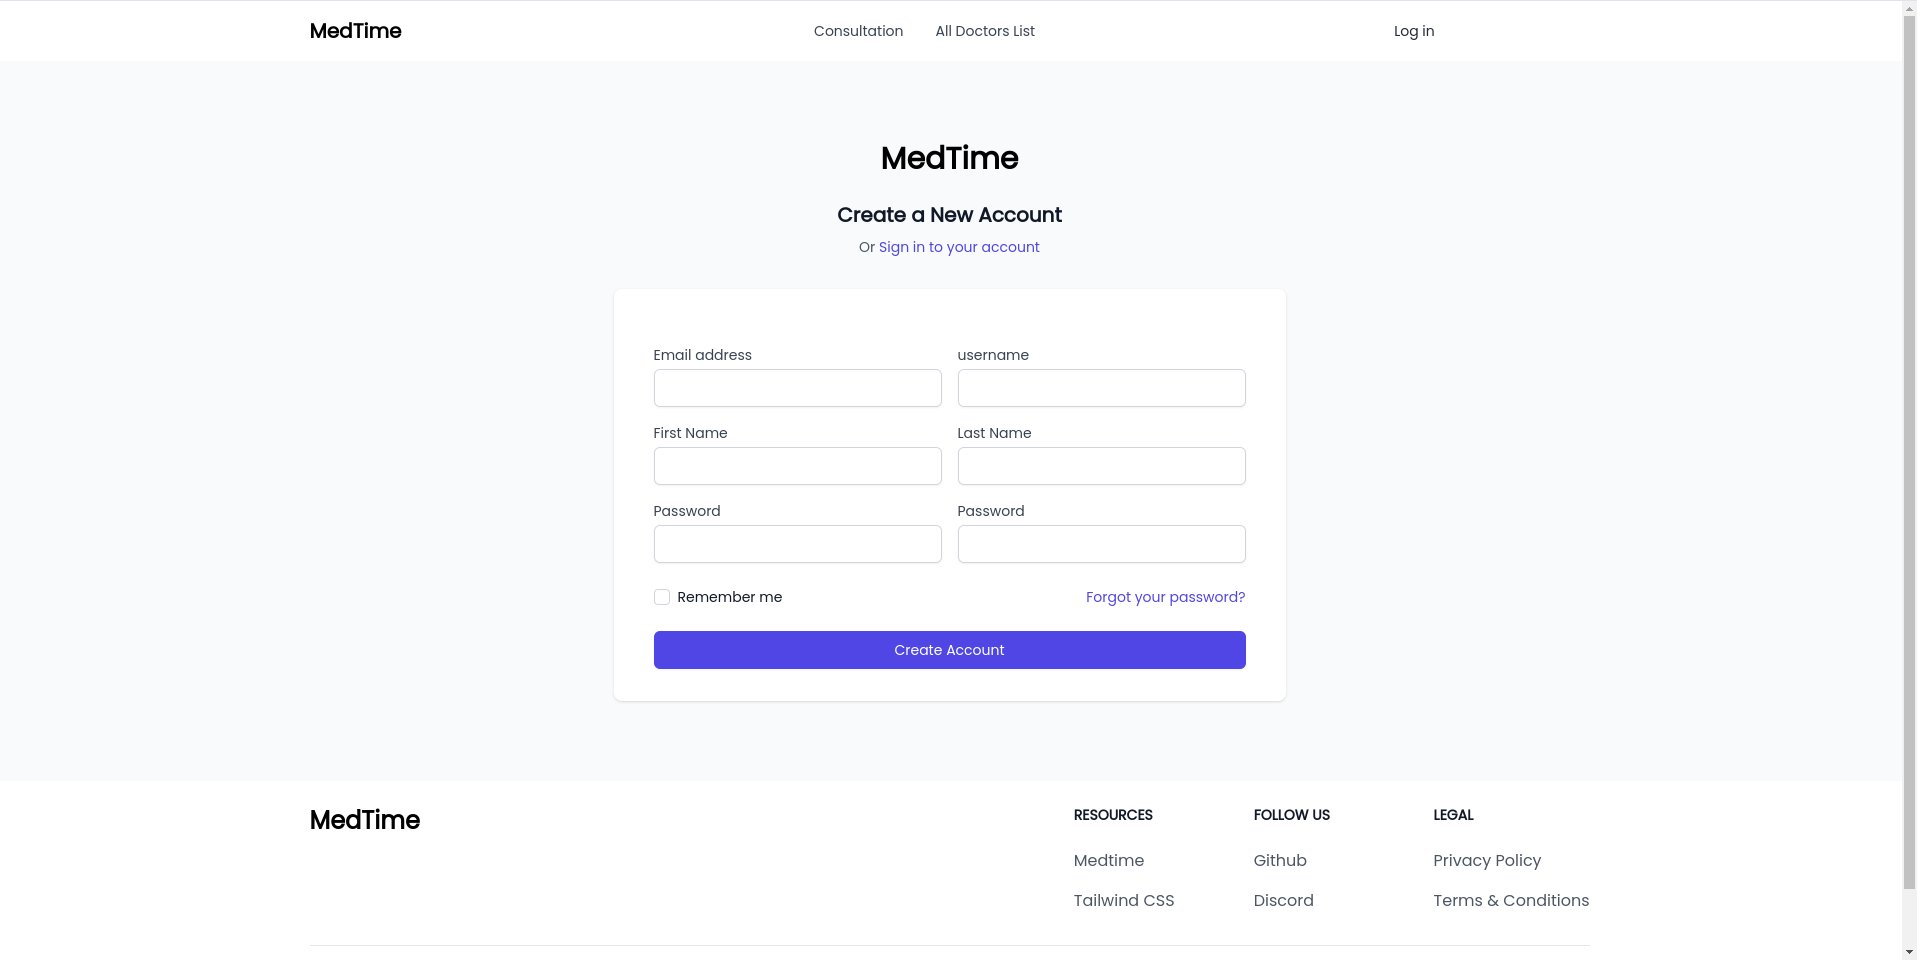 MedTime
Consultation All Doctors List
Log in
MedTime
Create a New Account
Or Sign in to your account
Email address
username
First Name
Last Name
Password
Password
Remember me
Forgot your password?
Create Account
MedTime
RESOURCES
Medtime
Tailwind CSS
FOLLOW US
Github
Discord
LEGAL
Privacy Policy
Terms & Conditions